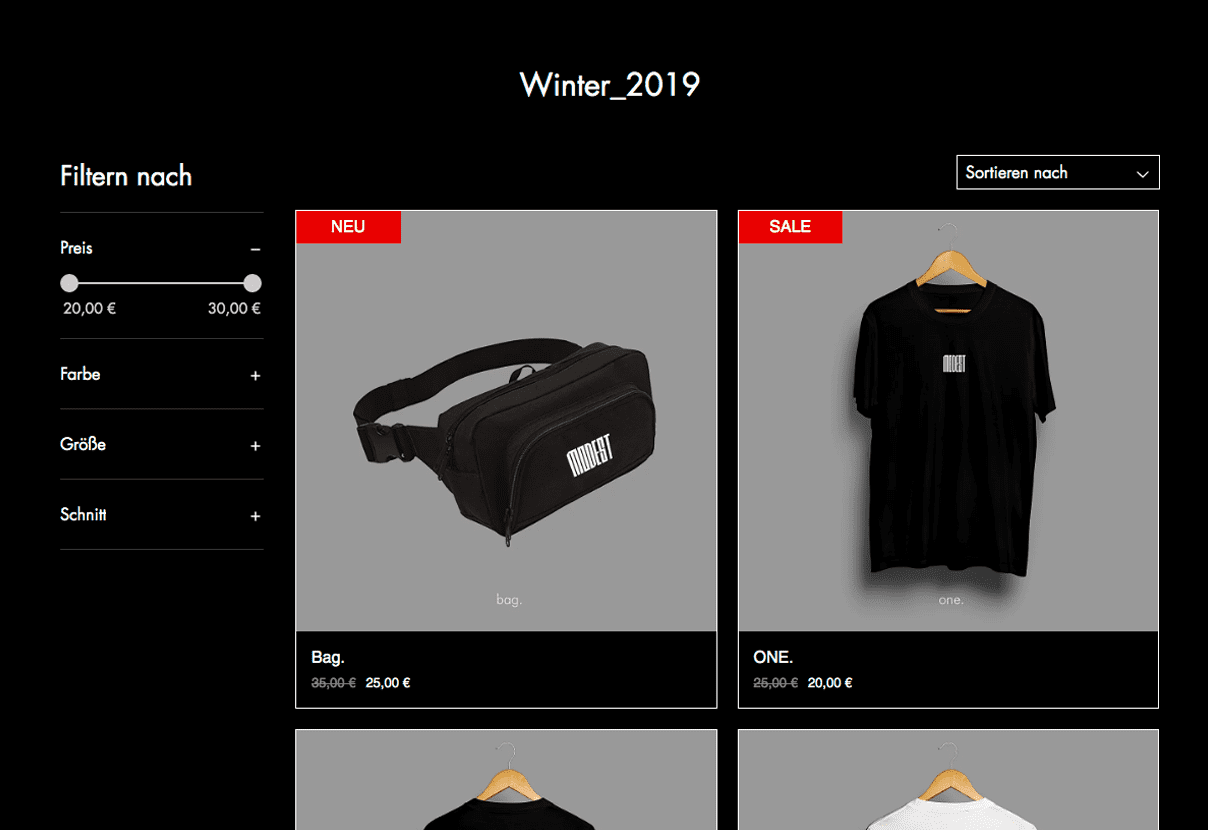 Winter_2019
Filtern nach
Sortieren nach
Preis
20,00 € 30,00 €
Farbe
Größe
Schnitt
NEU
MODEST
bag.
Bag.
35,00 € 25,00 €
SALE
MODEST
one.
ONE.
25,00 € 20,00 €